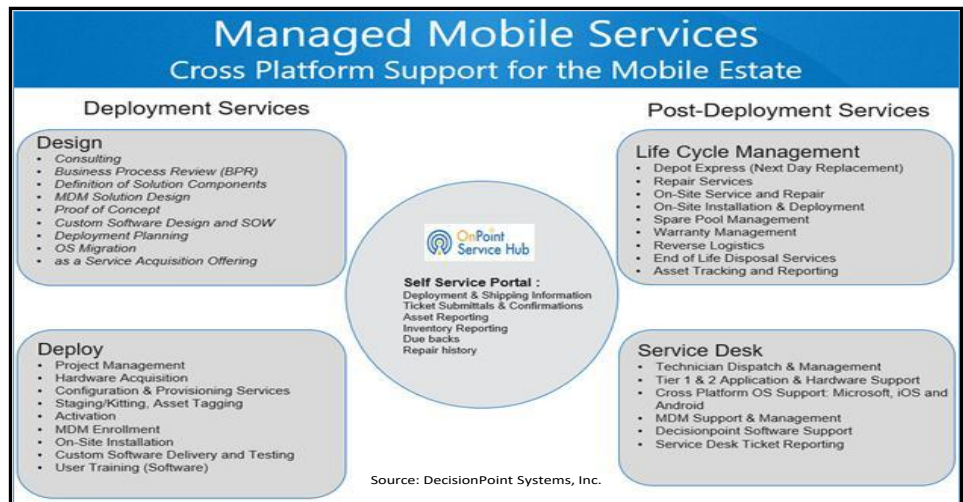 Managed Mobile Services
Cross Platform Support for the Mobile Estate
Deployment Services
Design
• Consulting
• Business Process Review (BPR)
• Definition of Solution Components
• MDM Solution Design
• Proof of Concept
• Custom Software Design and SOW
• Deployment Planning
• OS Migration
• as a Service Acquisition Offering
Deploy
• Project Management
• Hardware Acquisition
• Configuration & Provisioning Services
• Staging/Kitting, Asset Tagging
• Activation
• MDM Enrollment
• On-Site Installation
• Custom Software Delivery and Testing
• User Training (Software)
OnPoint
Service Hub
Self Service Portal :
Deployment & Shipping Information
Ticket Submittals & Confirmations
Asset Reporting
Inventory Reporting
Due backs
Repair history
Post-Deployment Services
Life Cycle Management
• Depot Express (Next Day Replacement)
• Repair Services
• On-Site Service and Repair
• On-Site Installation & Deployment
• Spare Pool Management
• Warranty Management
• Reverse Logistics
• End of Life Disposal Services
• Asset Tracking and Reporting
Service Desk
• Technician Dispatch & Management
• Tier 1 & 2 Application & Hardware Support
• Cross Platform OS Support: Microsoft, iOS and
Android
• MDM Support & Management
• Decisionpoint Software Support
• Service Desk Ticket Reporting
Source: DecisionPoint Systems, Inc.